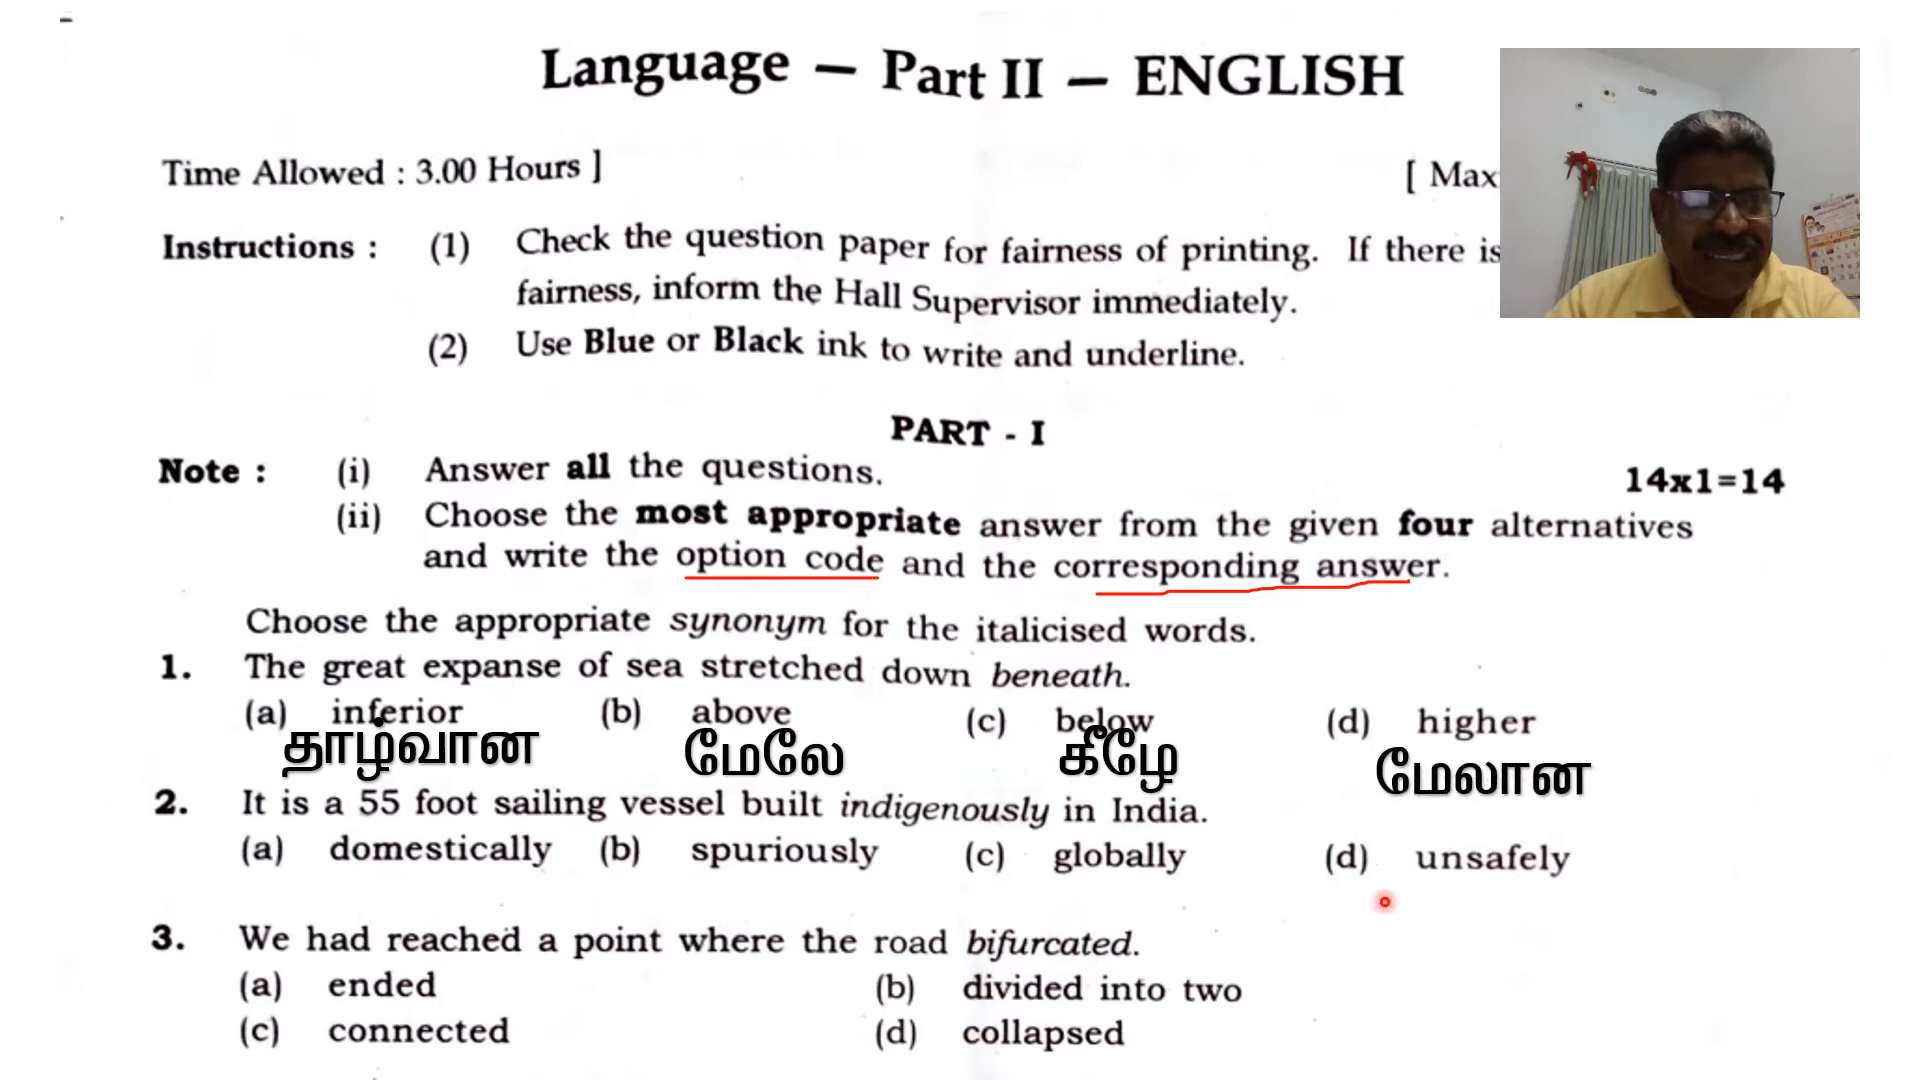 Language — Part II — ENGLISH
Time Allowed : 3.00 Hours ] [ Max
Instructions : (1) Check the question paper for fairness of printing. If there is
fairness, inform the Hall Supervisor immediately.
(2) Use Blue or Black ink to write and underline.
PART - I
Note : (i) Answer all the questions. 14x1=14
(ii) Choose the most appropriate answer from the given four alternatives
and write the option code and the corresponding answer.
Choose the appropriate synonym for the italicised words.
1. The great expanse of sea stretched down beneath.
(a) inferior (b) above (c) below (d) higher
தாழ்வான மேலே கீழே மேலான
2. It is a 55 foot sailing vessel built indigenously in India.
(a) domestically (b) spuriously (c) globally (d) unsafely
3. We had reached a point where the road bifurcated.
(a) ended (b) divided into two
(c) connected (d) collapsed